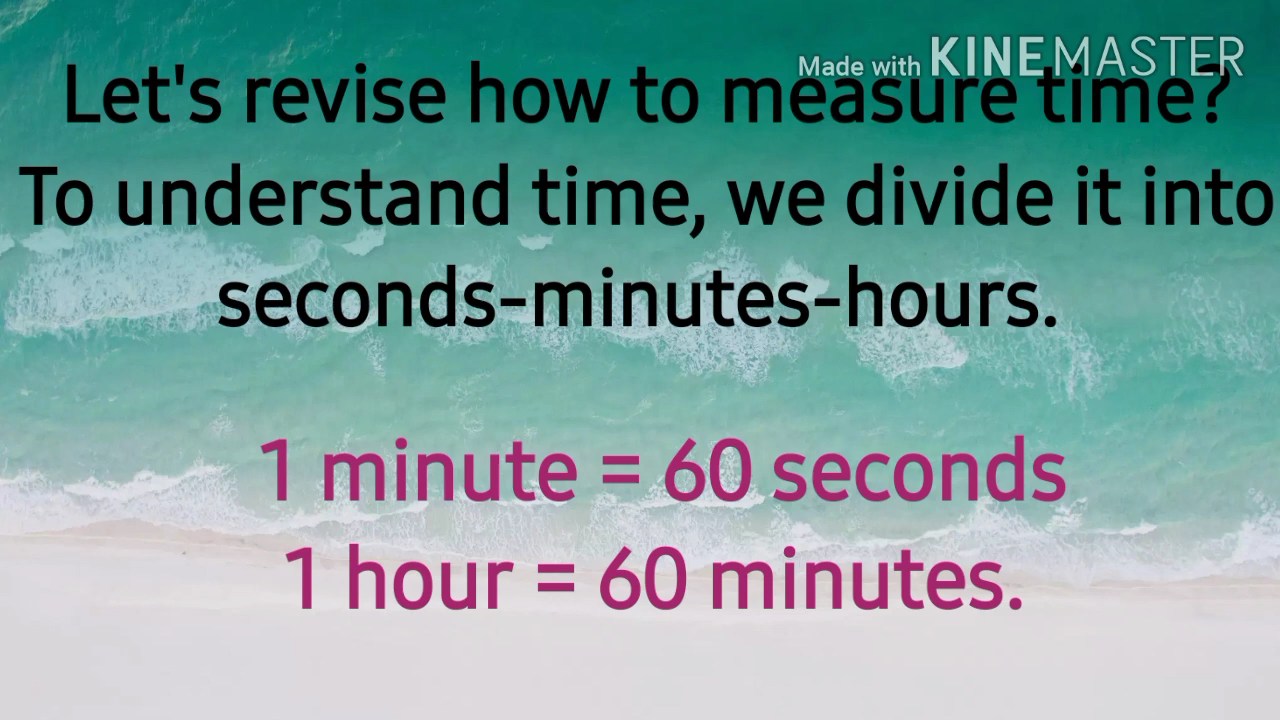 Made with KINEMASTER
Let's revise how to measure time?
To understand time, we divide it into
seconds-minutes-hours.
1 minute = 60 seconds
1 hour = 60 minutes.